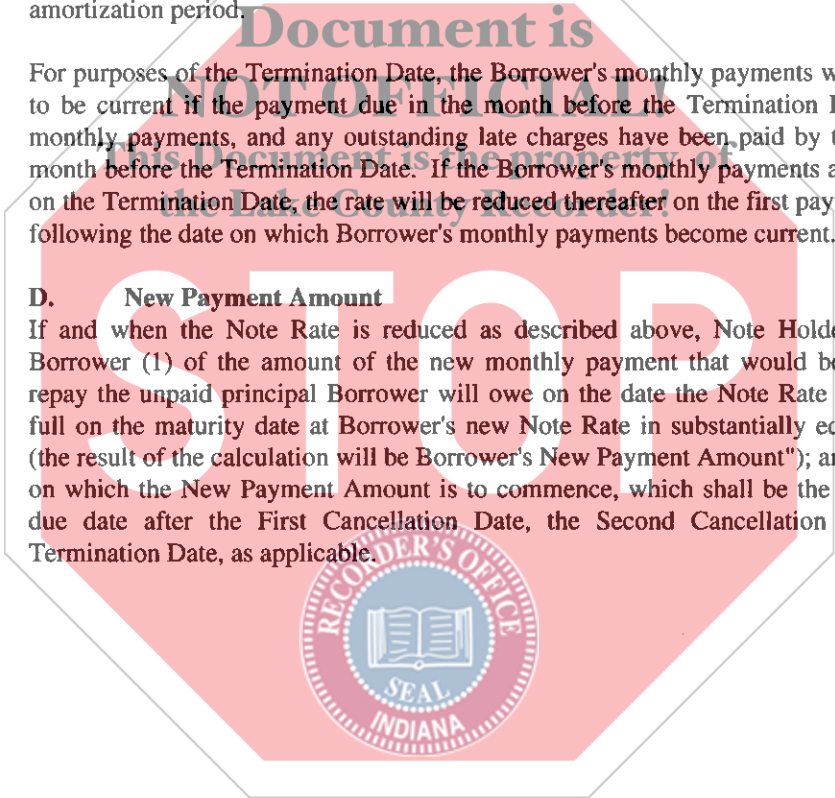 amortization period.
Document is
For purposes of the Termination Date, the Borrower's monthly payments w
NOT OFFICIAL!
to be current if the payment due in the month before the Termination
monthly payments, and any outstanding late charges have been paid by t
This Document is the property of
month before the Termination Date. If the Borrower's monthly payments a
on the Termination Date, the rate will be reduced thereafter on the first pay
the Lake County Recorder!
following the date on which Borrower's monthly payments become current.
STOP
D. New Payment Amount
If and when the Note Rate is reduced as described above, Note Hold
Borrower (1) of the amount of the new monthly payment that would be
repay the unpaid principal Borrower will owe on the date the Note Rate
full on the maturity date at Borrower's new Note Rate in substantially e
(the result of the calculation will be Borrower's New Payment Amount"); a
on which the New Payment Amount is to commence, which shall be the
due date after the First Cancellation Date, the Second Cancellation
Termination Date, as applicable.
RECORDER'S OFFICE
SEAL
INDIANA